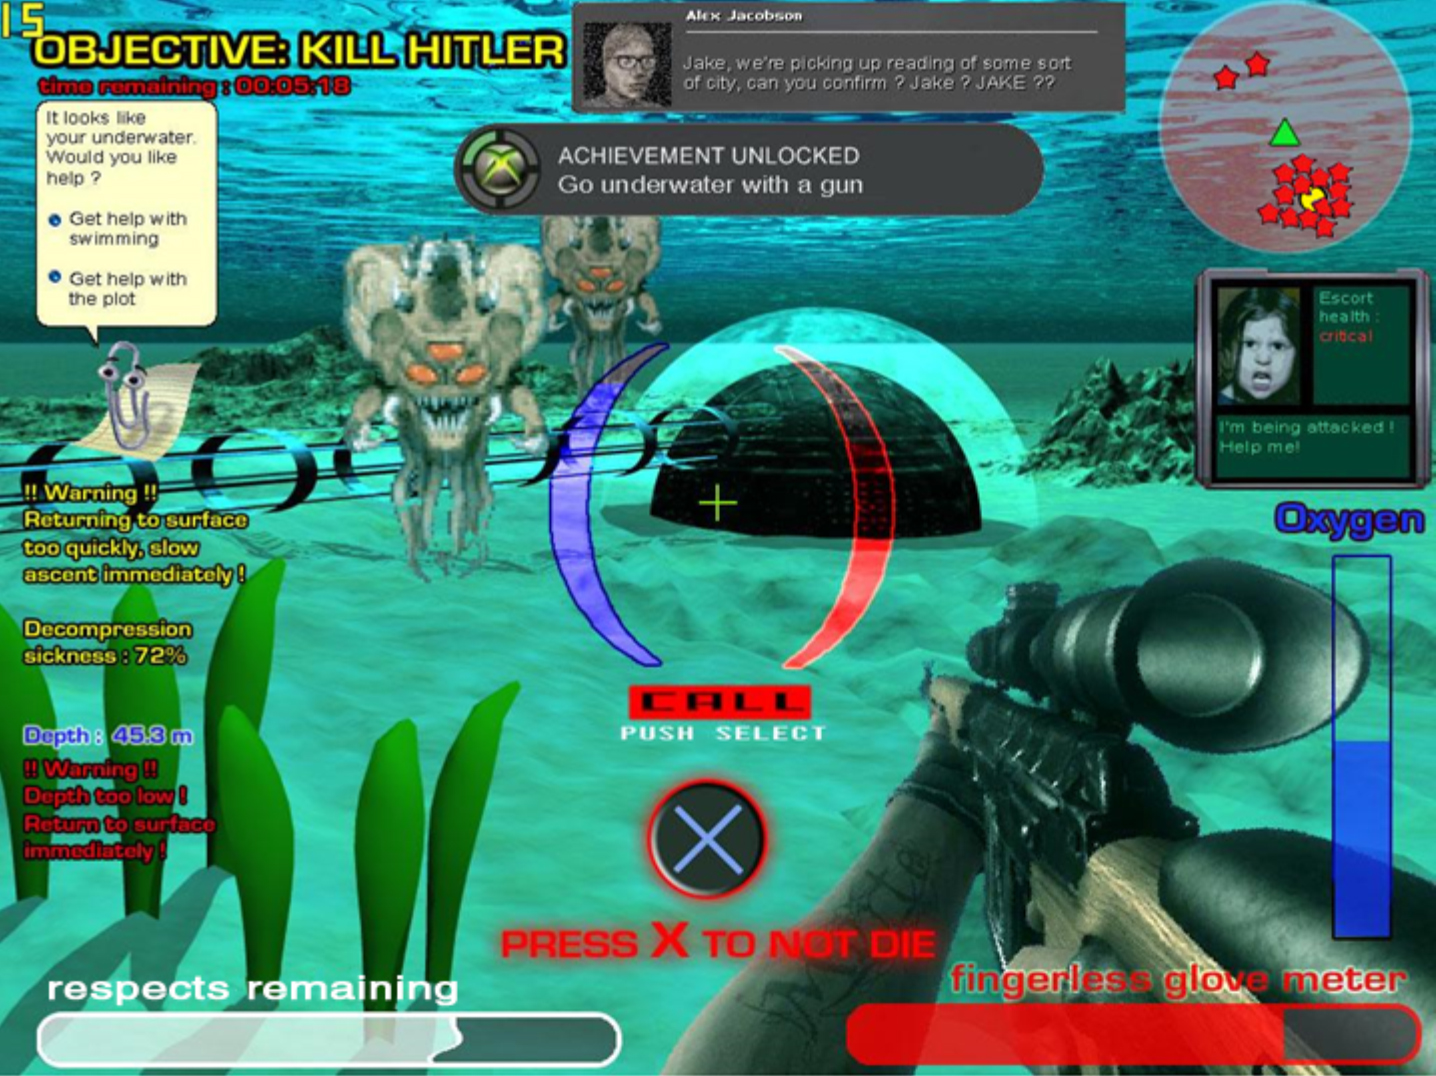 15
OBJECTIVE: KILL HITLER
time remaining : 00:05:18
Alex Jacobson
Jake, we're picking up reading of some sort
of city, can you confirm ? Jake ? JAKE ??
ACHIEVEMENT UNLOCKED
Go underwater with a gun
It looks like
your underwater.
Would you like
help ?
Get help with
swimming
Get help with
the plot
Escort
health :
critical
I'm being attacked !
Help me!
!! Warning !!
Returning to surface
too quickly, slow
ascent immediately !
Decompression
sickness : 72%
Depth : 45.3 m
!! Warning !!
Depth too low !
Return to surface
immediately !
Oxygen
CALL
PUSH SELECT
PRESS X TO NOT DIE
respects remaining
fingerless glove meter